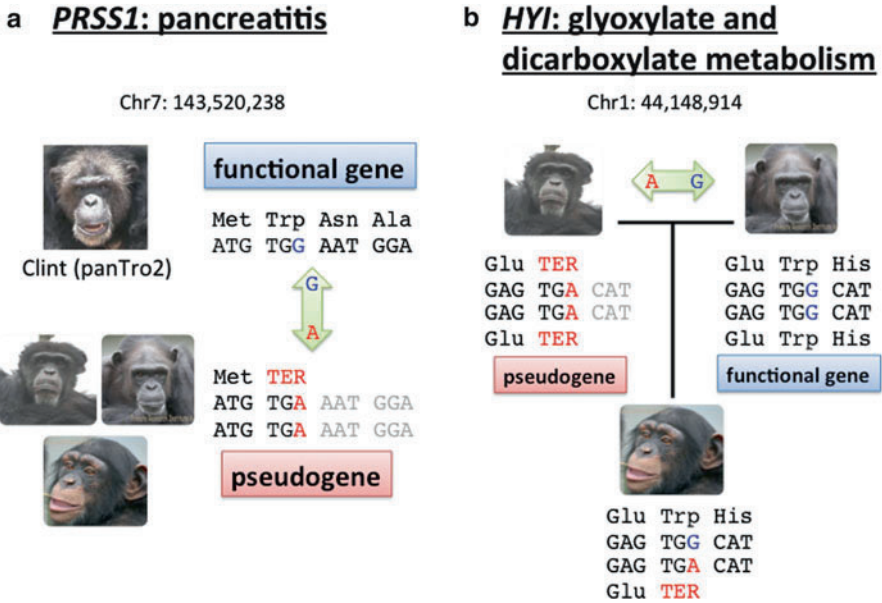 a PRSS1: pancreatitis
Chr7: 143,520,238
functional gene
Met Trp Asn Ala
ATG TGG AAT GGA
Clint (panTro2)
G
A
Met TER
ATG TGA AAT GGA
ATG TGA AAT GGA
pseudogene
b HYI: glyoxylate and
dicarboxylate metabolism
Chr1: 44,148,914
A G
Glu TER
GAG TGA CAT
GAG TGA CAT
Glu TER
pseudogene
Glu Trp His
GAG TGG CAT
GAG TGG CAT
Glu Trp His
functional gene
Glu Trp His
GAG TGG CAT
GAG TGA CAT
Glu TER